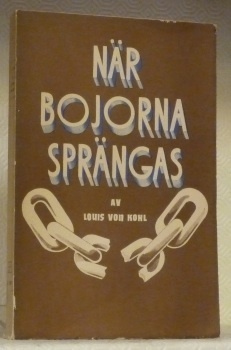 NÄR
BOJORNA
SPRÄNGAS
AV
LOUIS VON KOHL